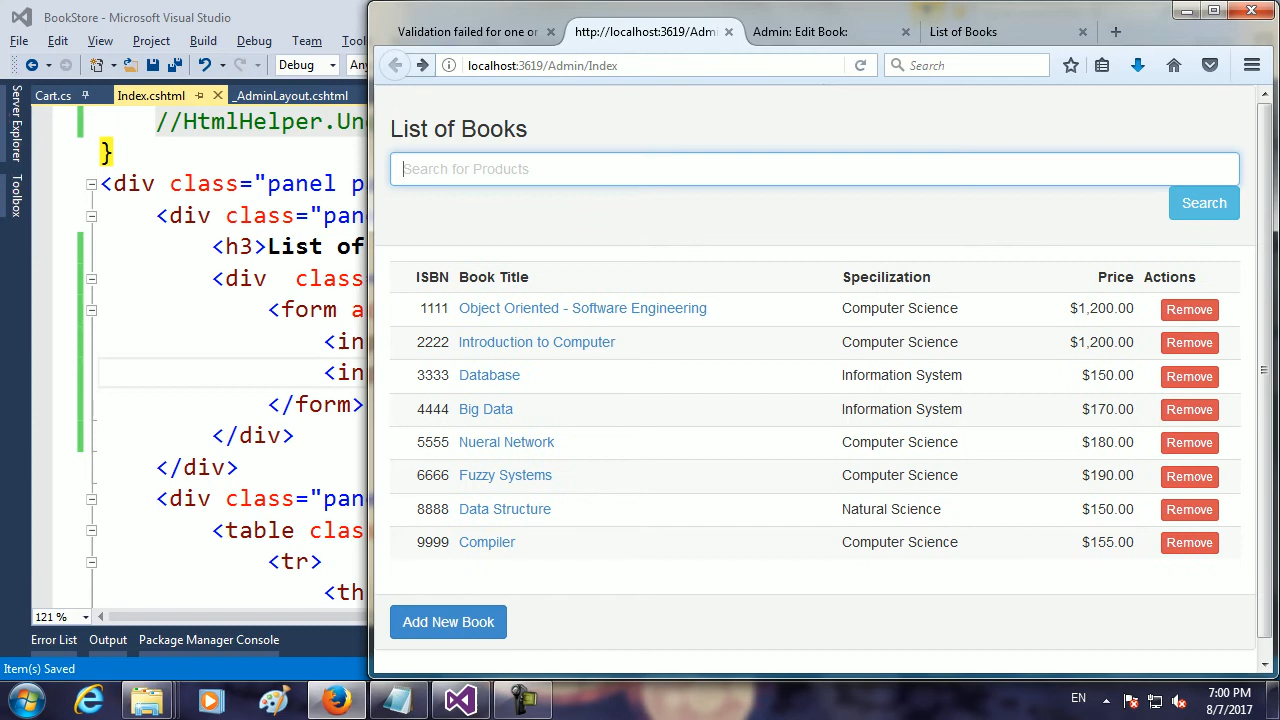 BookStore - Microsoft Visual Studio
File Edit View Project Build Debug Team Tools
Debug Any
Cart.cs Index.cshtml _AdminLayout.cshtml
Server Explorer
Toolbox
//HtmlHelper.Un
}
<div class="panel p
<div class="pan
<h3>List of
<div class
<form a
<in
<in
</form>
</div>
</div>
<div class="pan
<table clas
<tr>
<th
121 %
Error List Output Package Manager Console
Item(s) Saved
Validation failed for one or http://localhost:3619/Admi Admin: Edit Book: List of Books
localhost:3619/Admin/Index Search
List of Books
Search for Products
Search
ISBN Book Title Specilization Price Actions
1111 Object Oriented - Software Engineering Computer Science $1,200.00 Remove
2222 Introduction to Computer Computer Science $1,200.00 Remove
3333 Database Information System $150.00 Remove
4444 Big Data Information System $170.00 Remove
5555 Nueral Network Computer Science $180.00 Remove
6666 Fuzzy Systems Computer Science $190.00 Remove
8888 Data Structure Natural Science $150.00 Remove
9999 Compiler Computer Science $155.00 Remove
Add New Book
EN
7:00 PM
8/7/2017